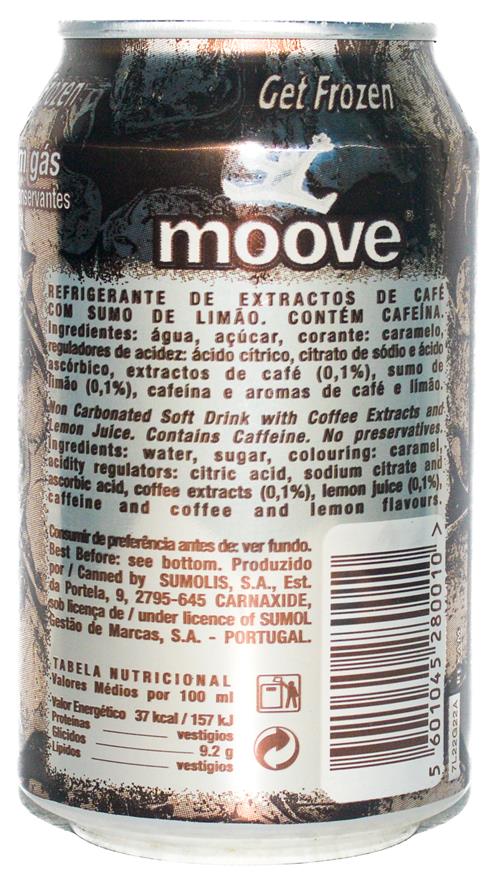 Frozen
Get Frozen
gás
moove
REFRIGERANTE DE EXTRACTOS DE CAFÉ
COM SUMO DE LIMÃO. CONTÉM CAFEÍNA.
Ingredientes: água, açúcar, corante: caramelo,
reguladores de acidez: ácido cítrico, citrato de sódio e ácido
ascórbico, extractos de café (0,1%), sumo de
limão (0,1%), cafeína e aromas de café e limão.
Non Carbonated Soft Drink with Coffee Extracts and
Lemon Juice. Contains Caffeine. No preservatives.
Ingredients: water, sugar, colouring: caramel,
acidity regulators: citric acid, sodium citrate and
ascorbic acid, coffee extracts (0,1%), lemon juice (0,1%),
caffeine and coffee and lemon flavours.
Consumir de preferência antes de: ver fundo.
Best Before: see bottom. Produzido
por / Canned by SUMOLIS, S.A., Est.
da Portela, 9, 2795-645 CARNAXIDE,
sob licença de / under licence of SUMOL
Gestão de Marcas, S.A. - PORTUGAL.
TABELA NUTRICIONAL
Valores Médios por 100 ml
Valor Energético 37 kcal / 157 kJ
Proteínas vestígios
Glícidos 9.2 g
Lípidos vestígios
5 601045 280010 >
7L22G22A